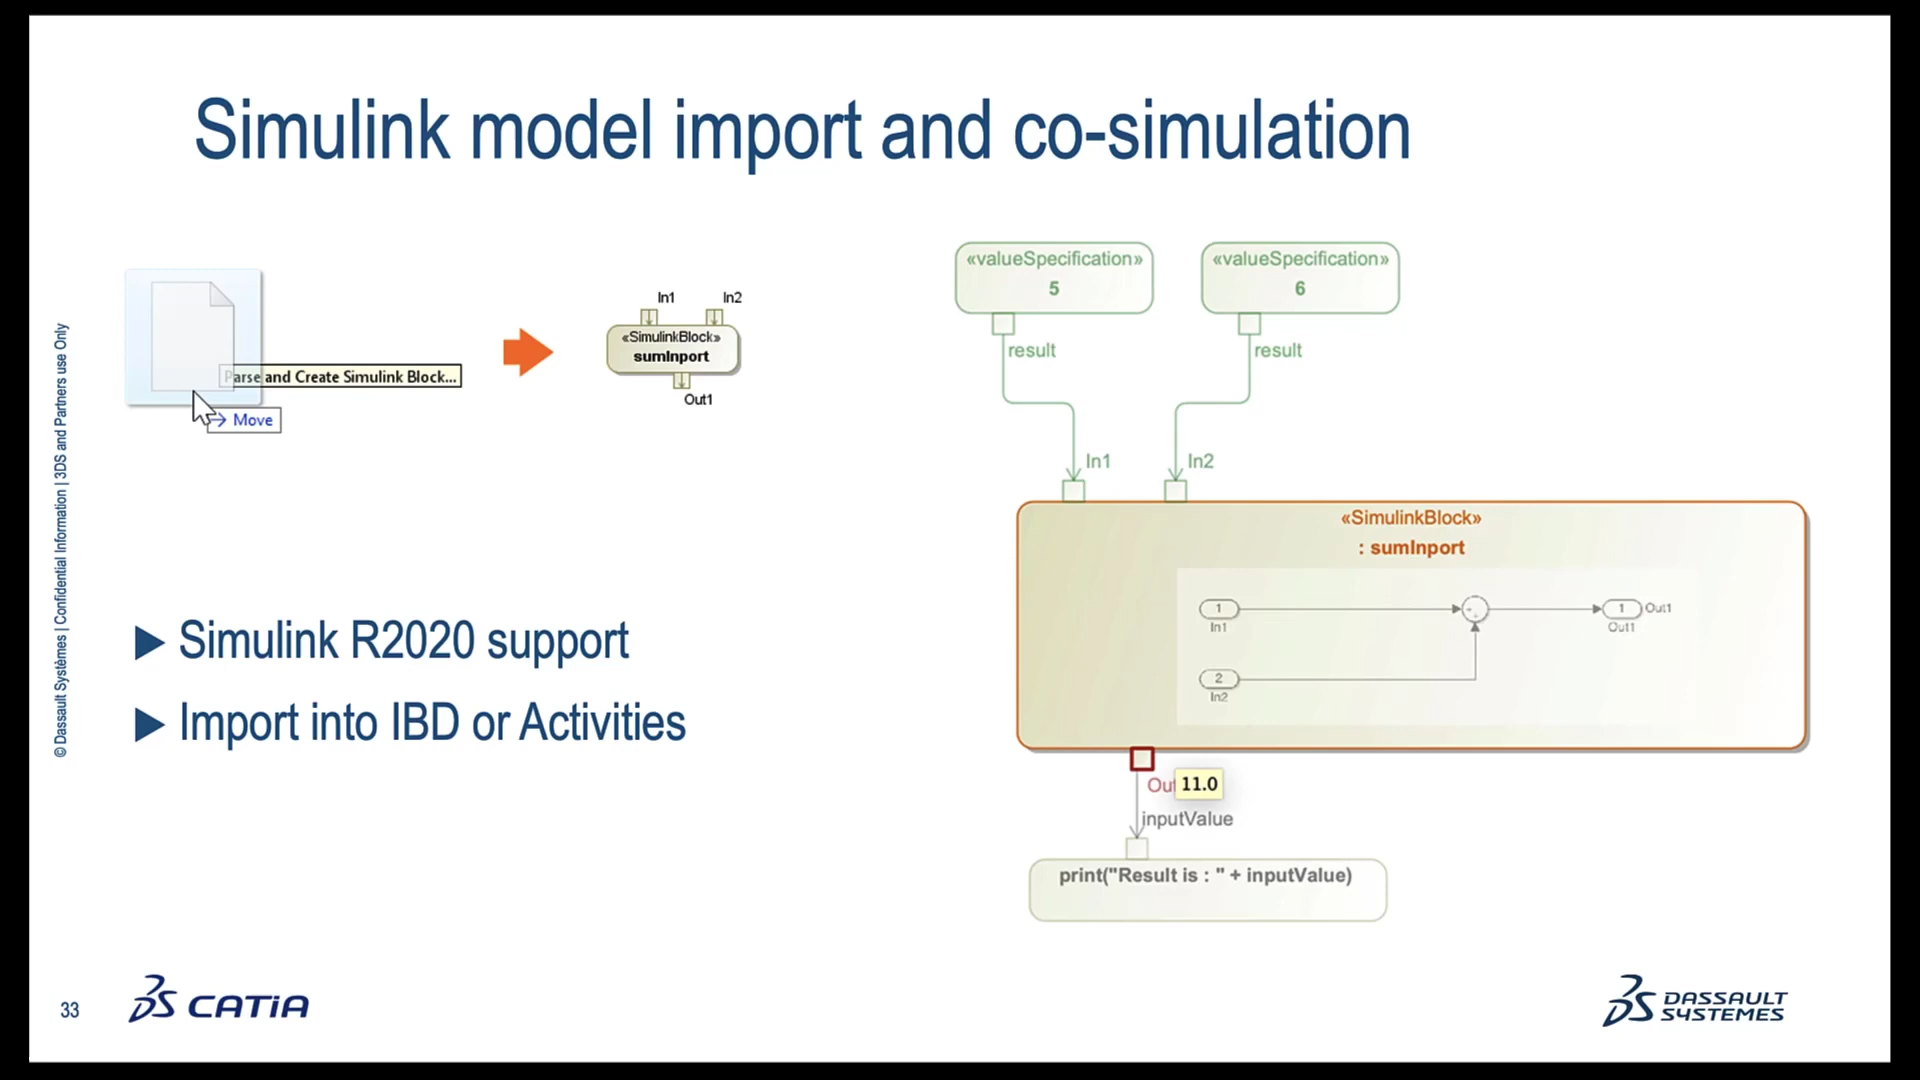 Simulink model import and co-simulation
Parse and Create Simulink Block...
Move
In1
In2
«SimulinkBlock»
sumInport
Out1
Simulink R2020 support
Import into IBD or Activities
«valueSpecification»
5
«valueSpecification»
6
result
result
In1
In2
«SimulinkBlock»
: sumInport
1
In1
1
Out1
Out1
2
In2
Out
11.0
inputValue
print("Result is : " + inputValue)
© Dassault Systèmes | Confidential Information | 3DS and Partners use Only
33
CATIA
DASSAULT
SYSTEMES